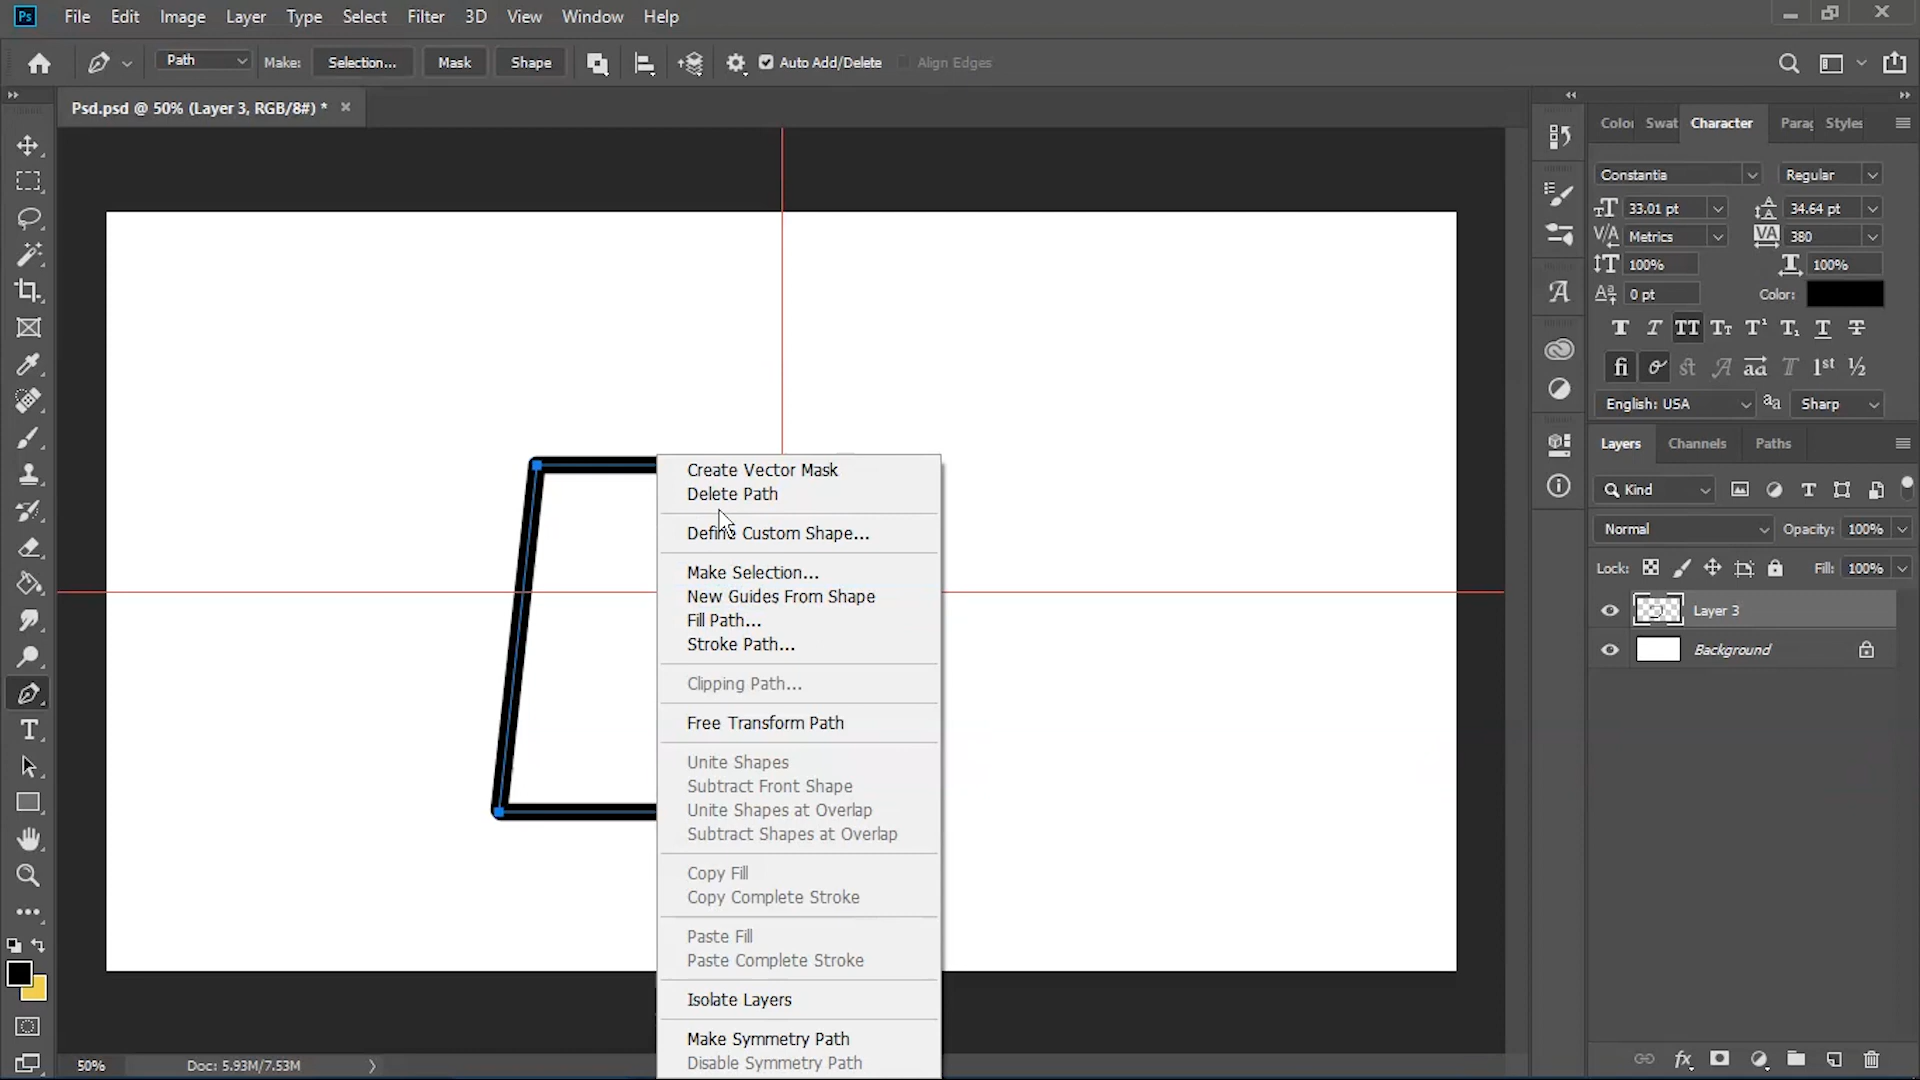 Ps File Edit Image Layer Type Select Filter 3D View Window Help
Path Make: Selection... Mask Shape Auto Add/Delete Align Edges
Psd.psd @ 50% (Layer 3, RGB/8#) * ×
Create Vector Mask
Delete Path
Define Custom Shape...
Make Selection...
New Guides From Shape
Fill Path...
Stroke Path...
Clipping Path...
Free Transform Path
Unite Shapes
Subtract Front Shape
Unite Shapes at Overlap
Subtract Shapes at Overlap
Copy Fill
Copy Complete Stroke
Paste Fill
Paste Complete Stroke
Isolate Layers
Make Symmetry Path
Disable Symmetry Path
50% Doc: 5.93M/7.53M
Color Swat Character Parag Styles
Constantia Regular
33.01 pt 34.64 pt
Metrics 380
100% 100%
0 pt Color:
English: USA Sharp
Layers Channels Paths
Kind
Normal Opacity: 100%
Lock: Fill: 100%
Layer 3
Background
fx